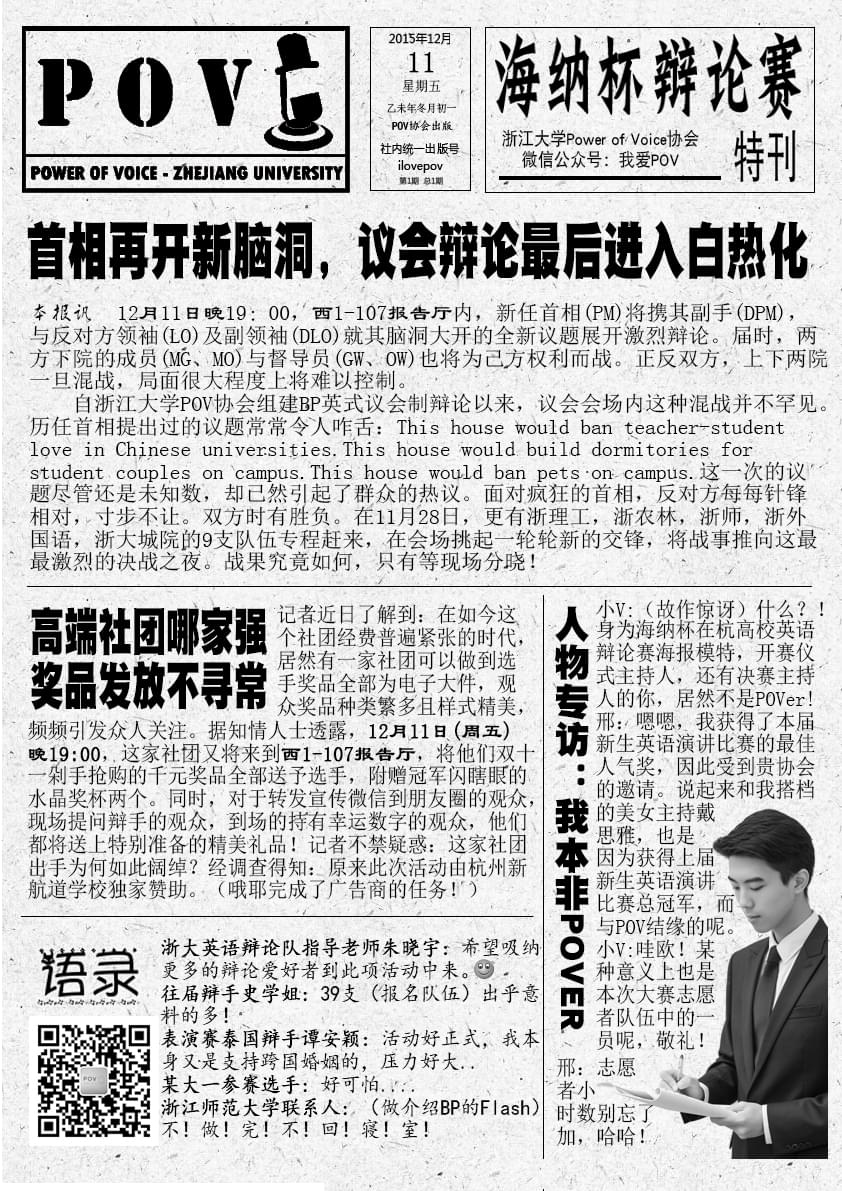 POV
POWER OF VOICE - ZHEJIANG UNIVERSITY
2015年12月
11
星期五
乙未年冬月初一
POV协会出版
社内统一出版号
ilovepov
第1期 总1期
海纳杯辩论赛
浙江大学Power of Voice协会
微信公众号：我爱POV
特刊
首相再开新脑洞，议会辩论最后进入白热化
本报讯 12月11日晚19：00，西1-107报告厅内，新任首相(PM)将携其副手(DPM)，
与反对方领袖(LO)及副领袖(DLO)就其脑洞大开的全新议题展开激烈辩论。届时，两
方下院的成员(MG、MO)与督导员(GW、OW)也将为己方权利而战。正反双方，上下两院
一旦混战，局面很大程度上将难以控制。
自浙江大学POV协会组建BP英式议会制辩论以来，议会会场内这种混战并不罕见。
历任首相提出过的议题常常令人咋舌：This house would ban teacher-student
love in Chinese universities.This house would build dormitories for
student couples on campus.This house would ban pets on campus.这一次的议
题尽管还是未知数，却已然引起了群众的热议。面对疯狂的首相，反对方每每针锋
相对，寸步不让。双方时有胜负。在11月28日，更有浙理工，浙农林，浙师，浙外
国语，浙大城院的9支队伍专程赶来，在会场挑起一轮轮新的交锋，将战事推向这最
最激烈的决战之夜。战果究竟如何，只有等现场分晓！
高端社团哪家强
奖品发放不寻常
记者近日了解到：在如今这
个社团经费普遍紧张的时代，
居然有一家社团可以做到选
手奖品全部为电子大件，观
众奖品种类繁多且样式精美，
频频引发众人关注。据知情人士透露，12月11日(周五)
晚19:00，这家社团又将来到西1-107报告厅，将他们双十
一剁手抢购的千元奖品全部送予选手，附赠冠军闪瞎眼的
水晶奖杯两个。同时，对于转发宣传微信到朋友圈的观众，
现场提问辩手的观众，到场的持有幸运数字的观众，他们
都将送上特别准备的精美礼品！记者不禁疑惑：这家社团
出手为何如此阔绰？经调查得知：原来此次活动由杭州新
航道学校独家赞助。（哦耶完成了广告商的任务！）
语录
POV
浙大英语辩论队指导老师朱晓宇：希望吸纳
更多的辩论爱好者到此项活动中来。
往届辩手史学姐：39支（报名队伍）出乎意
料的多！
表演赛泰国辩手谭安颖：活动好正式，我本
身又是支持跨国婚姻的，压力好大..
某大一参赛选手：好可怕....
浙江师范大学联系人：（做介绍BP的Flash）
不！做！完！不！回！寝！室！
人物专访：我本非POVER
小V:（故作惊讶）什么？！
身为海纳杯在杭高校英语
辩论赛海报模特，开赛仪
式主持人，还有决赛主持
人的你，居然不是POVer!
邢：嗯嗯，我获得了本届
新生英语演讲比赛的最佳
人气奖，因此受到贵协会
的邀请。说起来和我搭档
的美女主持戴
思雅，也是
因为获得上届
新生英语演讲
比赛总冠军，而
与POV结缘的呢。
小V:哇欧！某
种意义上也是
本次大赛志愿
者队伍中的一
员呢，敬礼！
邢：志愿
者小
时数别忘了
加，哈哈！